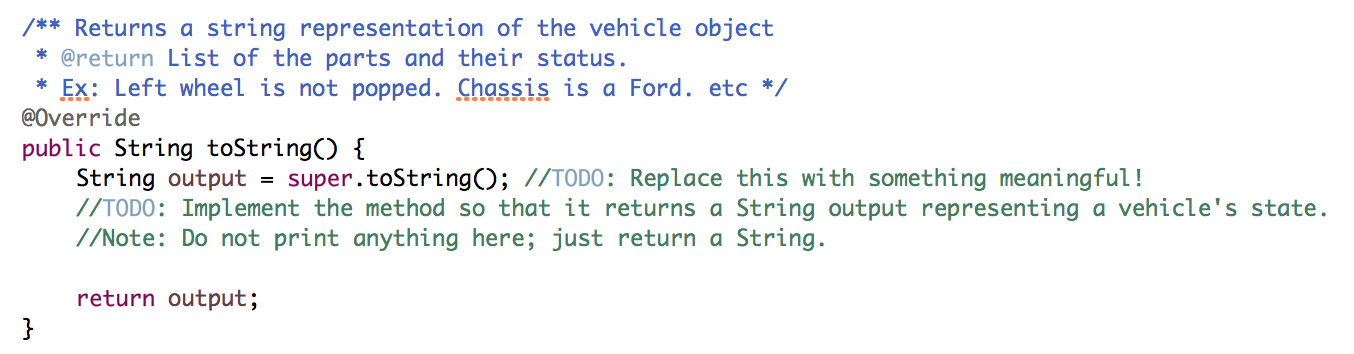 /** Returns a string representation of the vehicle object
 * @return List of the parts and their status.
 * Ex: Left wheel is not popped. Chassis is a Ford. etc */
@Override
public String toString() {
    String output = super.toString(); //TODO: Replace this with something meaningful!
    //TODO: Implement the method so that it returns a String output representing a vehicle's state.
    //Note: Do not print anything here; just return a String.

    return output;
}